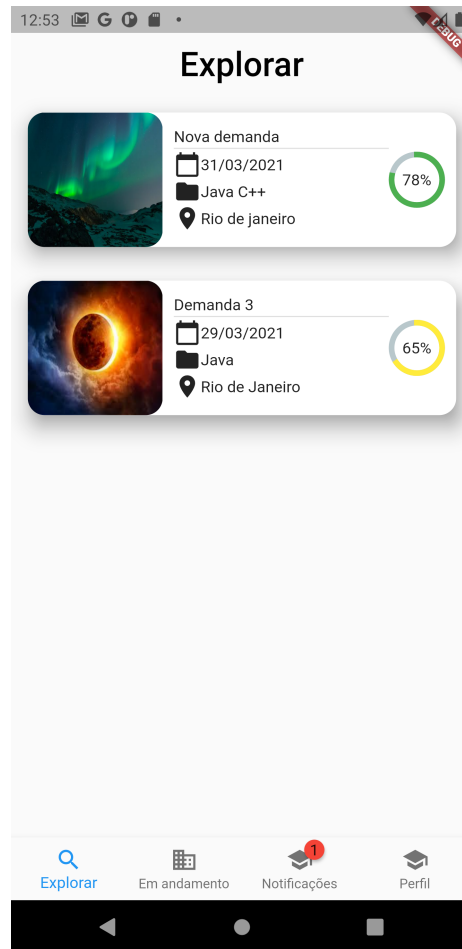 12:53
DEBUG
Explorar
Nova demanda
31/03/2021
Java C++
Rio de janeiro
78%
Demanda 3
29/03/2021
Java
Rio de Janeiro
65%
1
Explorar
Em andamento
Notificações
Perfil